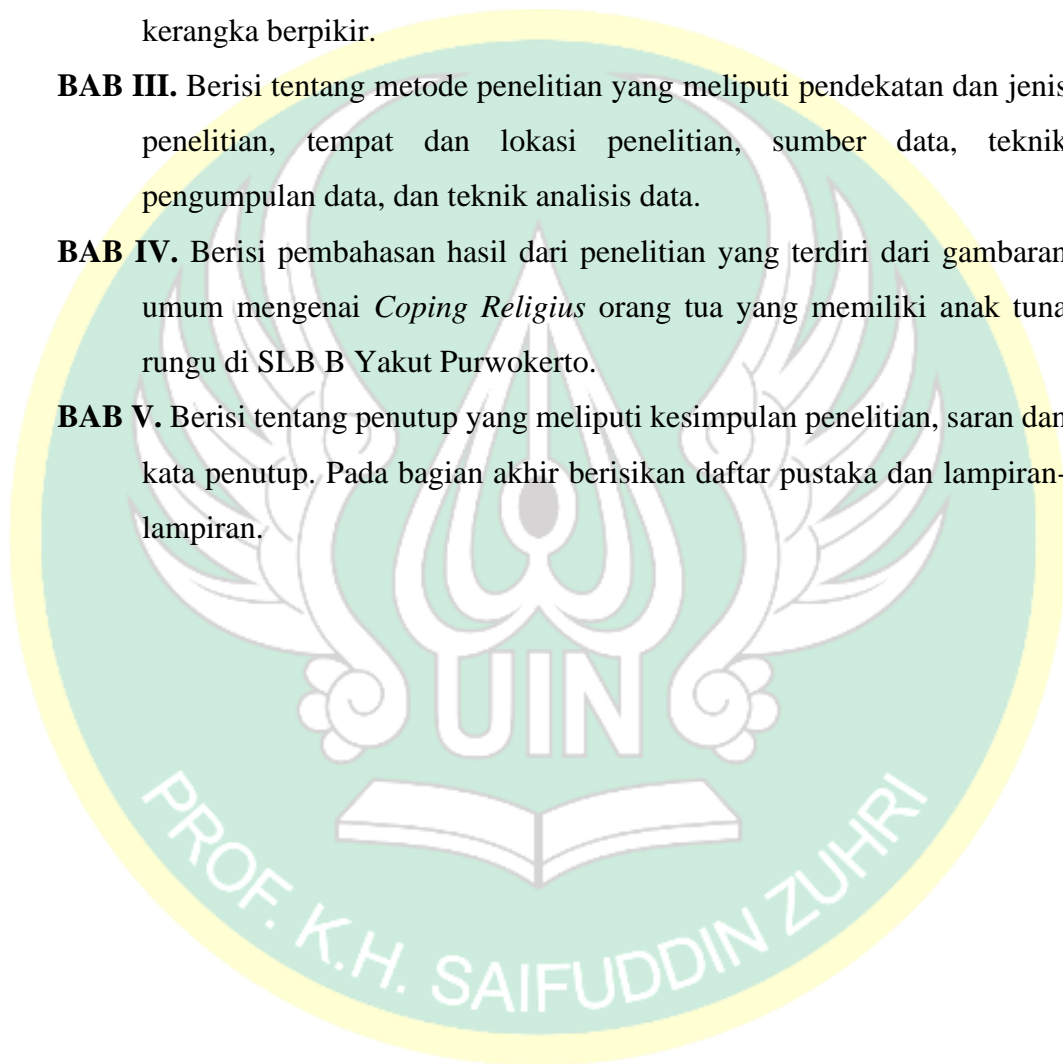 kerangka berpikir.
BAB III. Berisi tentang metode penelitian yang meliputi pendekatan dan jenis
penelitian, tempat dan lokasi penelitian, sumber data, teknik
pengumpulan data, dan teknik analisis data.
BAB IV. Berisi pembahasan hasil dari penelitian yang terdiri dari gambaran
umum mengenai Coping Religius orang tua yang memiliki anak tuna
rungu di SLB B Yakut Purwokerto.
BAB V. Berisi tentang penutup yang meliputi kesimpulan penelitian, saran dan
kata penutup. Pada bagian akhir berisikan daftar pustaka dan lampiran-
lampiran.
UIN
PROF. K.H. SAIFUDDIN ZUHRI